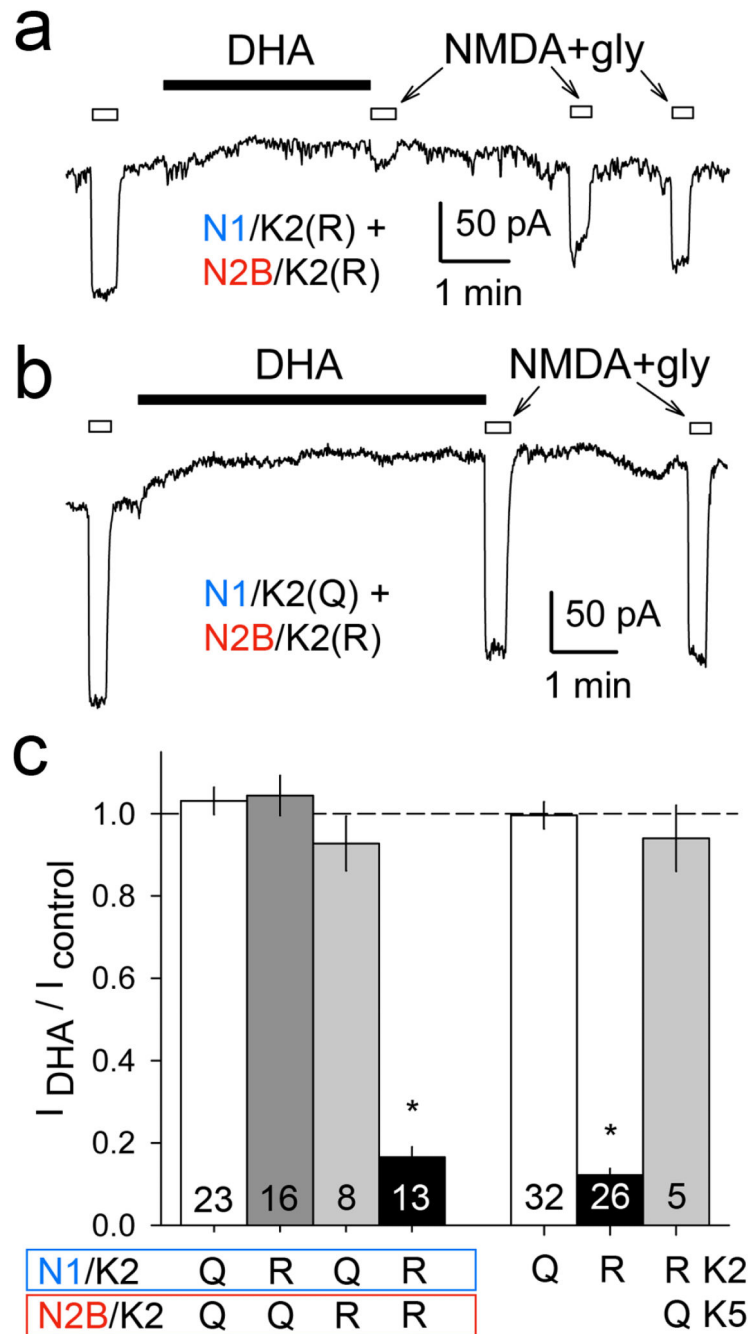 a
DHA NMDA+gly
N1/K2(R) +
N2B/K2(R)
50 pA
1 min
b
DHA NMDA+gly
N1/K2(Q) +
N2B/K2(R)
50 pA
1 min
c
I DHA / I control
1.0
0.8
0.6
0.4
0.2
0.0
* *
23 16 8 13 32 26 5
N1/K2 Q R Q R Q R R K2
N2B/K2 Q Q R R Q K5